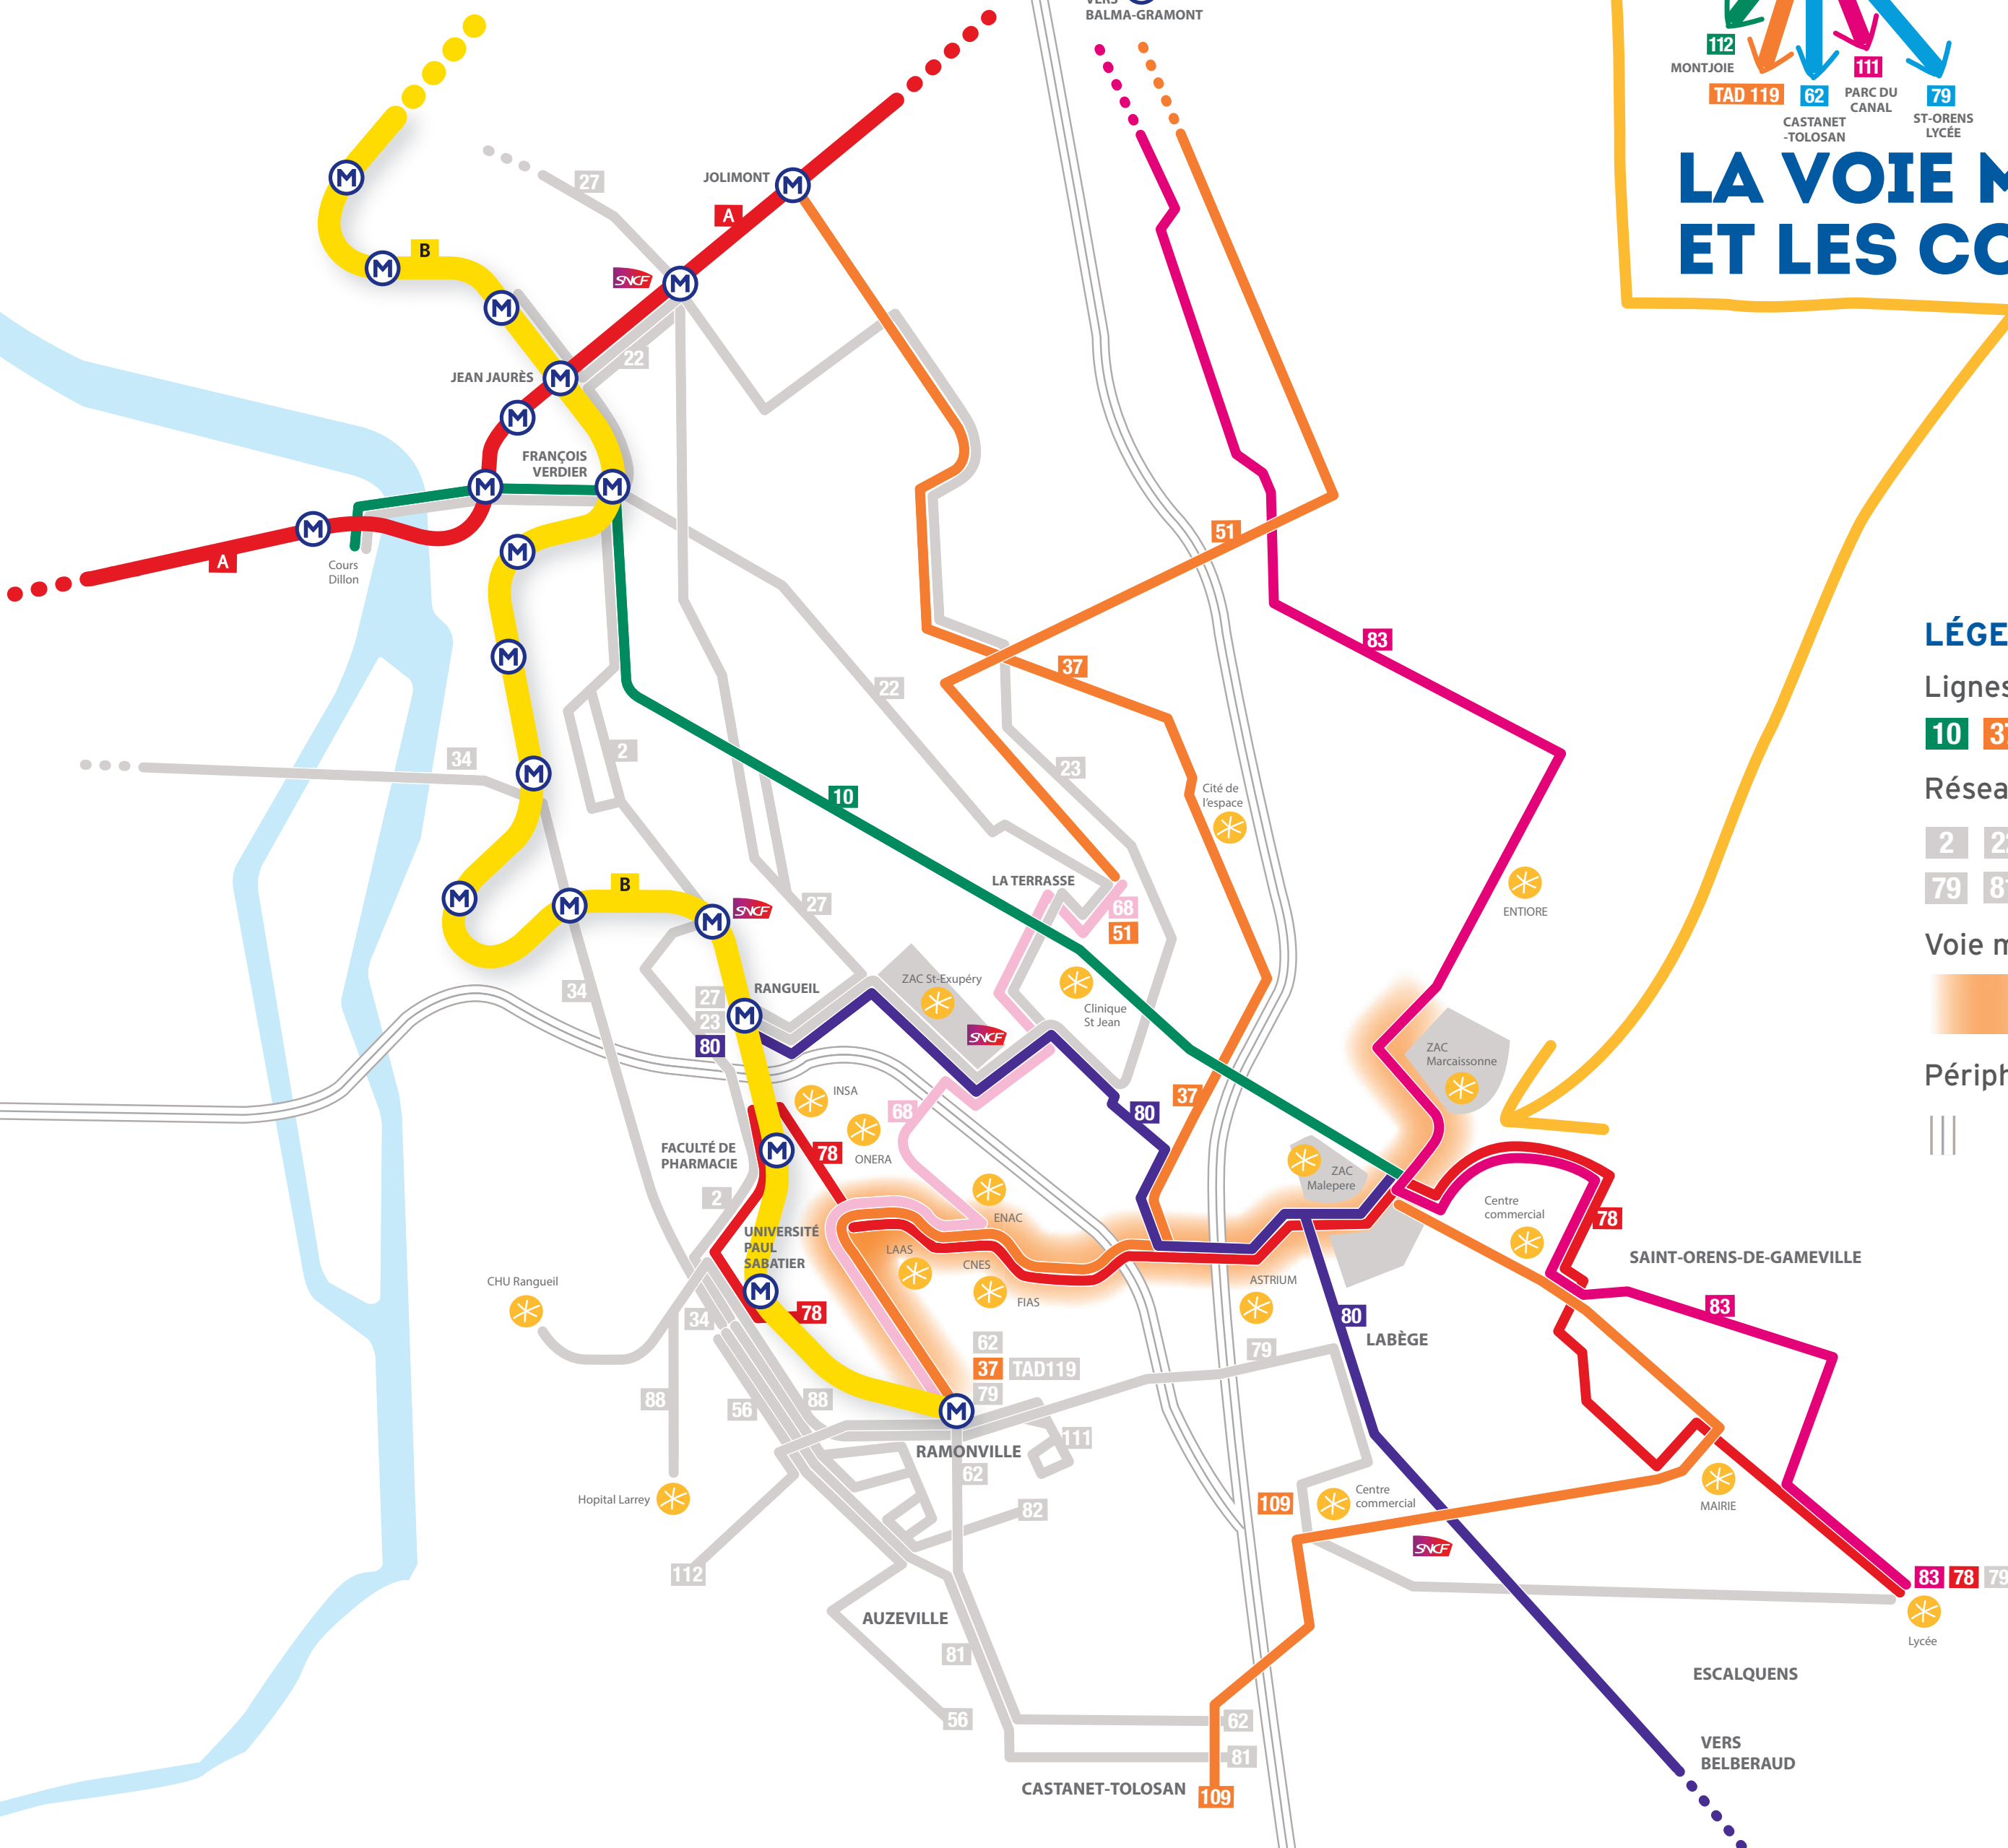 BALMA-GRAMONT
112
MONTJOIE
TAD 119
62
CASTANET
-TOLOSAN
111
PARC DU
CANAL
79
ST-ORENS
LYCÉE
LA VOIE
ET LES
27
JOLIMONT
M
A
SNCF
M
M
M
B
M
M
22
JEAN JAURÈS
M
M
FRANÇOIS
VERDIER
M
M
M
A
Cours
Dillon
M
51
83
LÉGE
Lignes
10
M
37
22
2
34
M
23
10
Cité de
l'espace
Résea
2
79
LA TERRASSE
B
M
M
M
SNCF
27
68
51
ENTIORE
Voie m
34
RANGUEIL
27
23
80
M
ZAC St-Exupéry
SNCF
Clinique
St Jean
ZAC
Marcaissonne
Périph
INSA
68
ONERA
80
37
FACULTÉ DE
PHARMACIE
M
78
ZAC
Malepere
2
ENAC
Centre
commercial
78
UNIVERSITÉ
PAUL
SABATIER
LAAS
CNES
SAINT-ORENS-DE-GAMEVILLE
CHU Rangueil
M
FIAS
ASTRIUM
34
78
80
83
LABÈGE
62
37
TAD119
79
79
88
56
88
M
111
RAMONVILLE
62
Hopital Larrey
82
109
Centre
commercial
MAIRIE
SNCF
112
83
78
79
AUZEVILLE
Lycée
81
ESCALQUENS
56
62
81
VERS
BELBERAUD
CASTANET-TOLOSAN
109